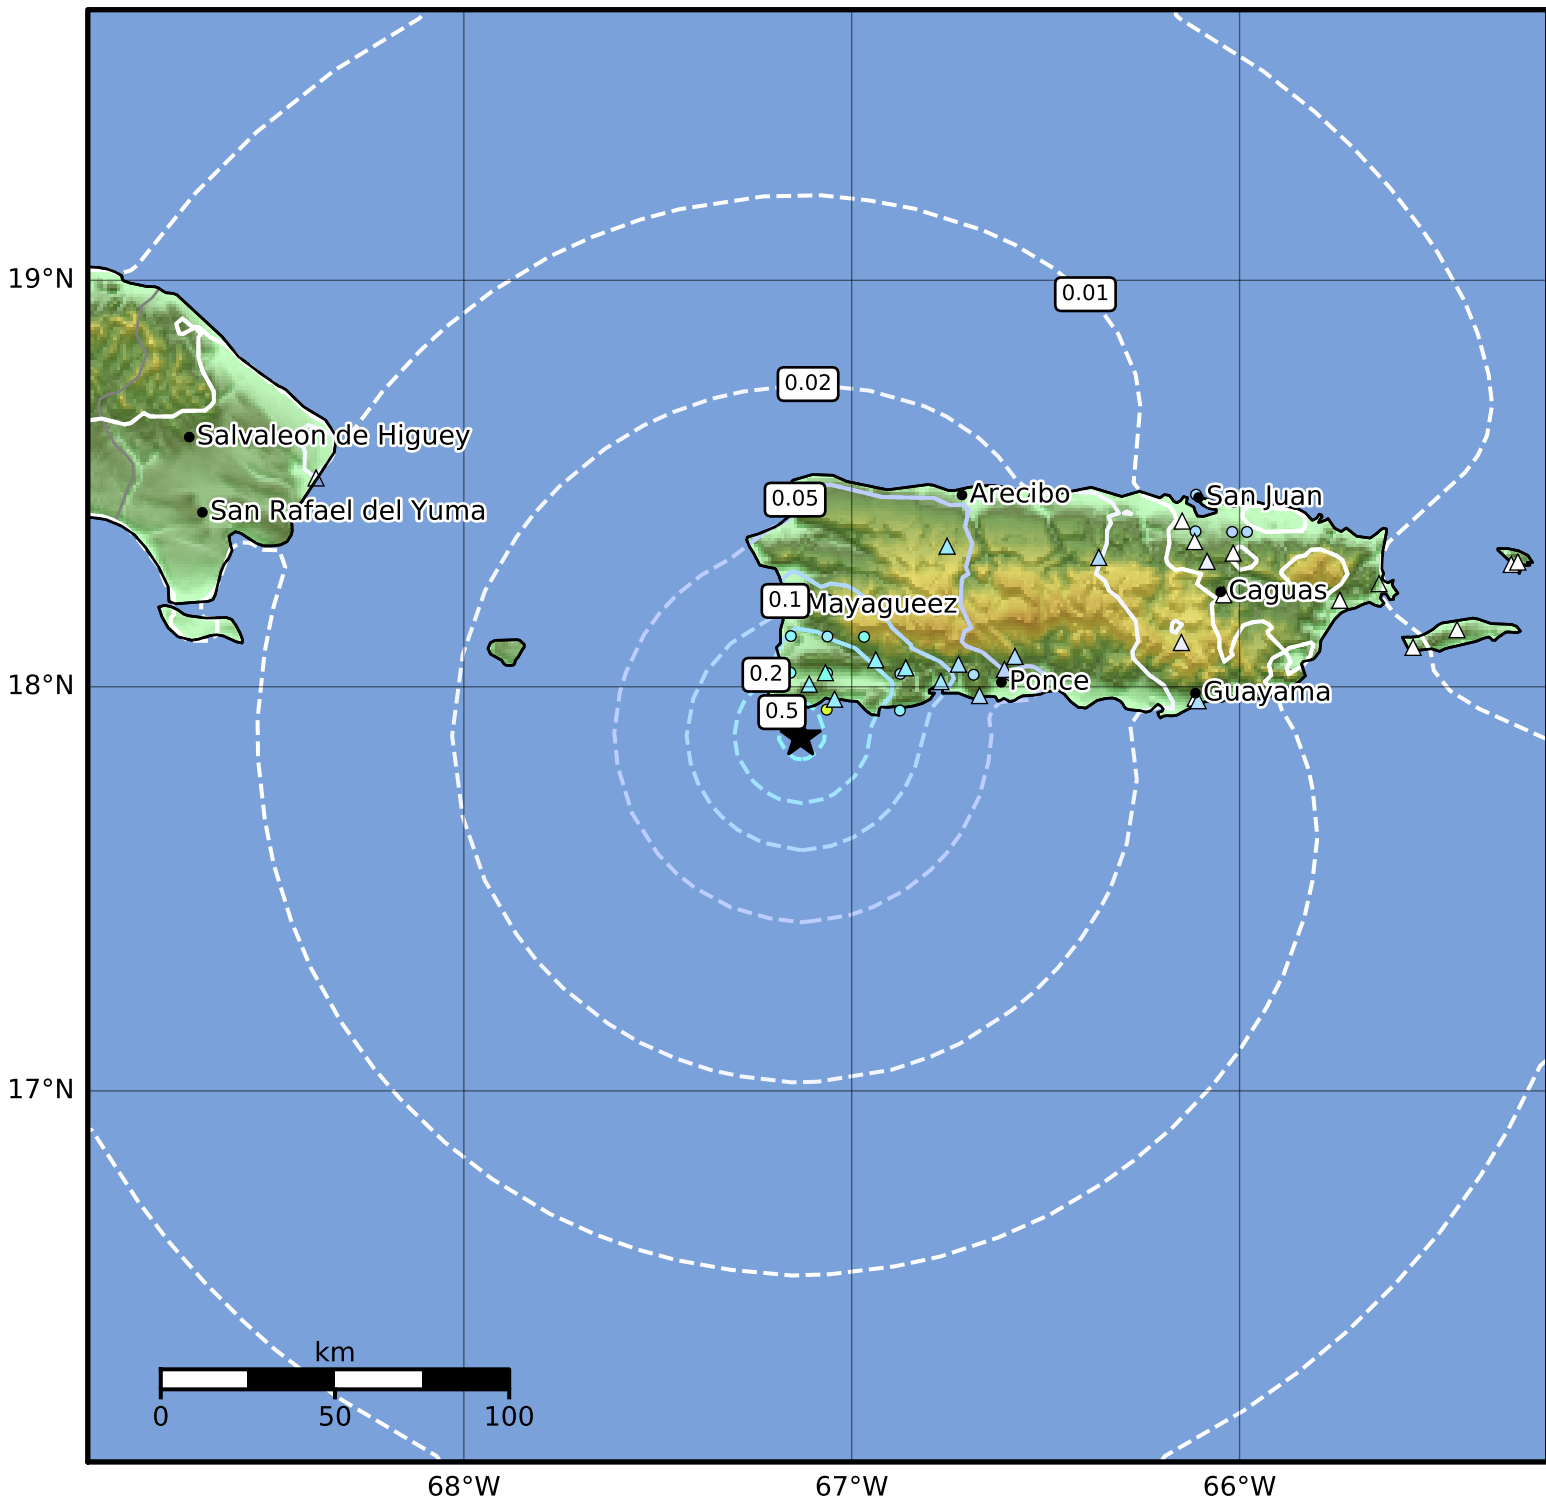 19°N
0.01
0.02
Salvaleon de Higuey
0.05
Arecibo
San Juan
San Rafael del Yuma
0.1
Mayagueez
Caguas
0.2
Ponce
Guayama
18°N
0.5
17°N
km
0 50 100
68°W 67°W 66°W